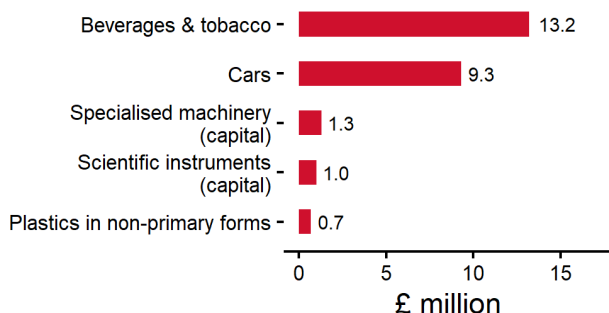 Beverages & tobacco 13.2
Cars 9.3
Specialised machinery
(capital) 1.3
Scientific instruments
(capital) 1.0
Plastics in non-primary forms 0.7
0 5 10 15
£ million